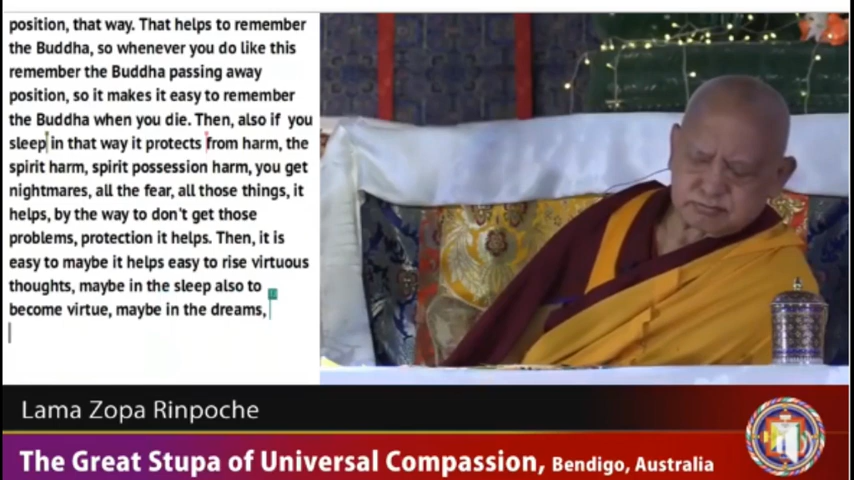 position, that way. That helps to remember
the Buddha, so whenever you do like this
remember the Buddha passing away
position, so it makes it easy to remember
the Buddha when you die. Then, also if you
sleep in that way it protects from harm, the
spirit harm, spirit possession harm, you get
nightmares, all the fear, all those things, it
helps, by the way to don't get those
problems, protection it helps. Then, it is
easy to maybe it helps easy to rise virtuous
thoughts, maybe in the sleep also to
become virtue, maybe in the dreams,
Lama Zopa Rinpoche
The Great Stupa of Universal Compassion, Bendigo, Australia